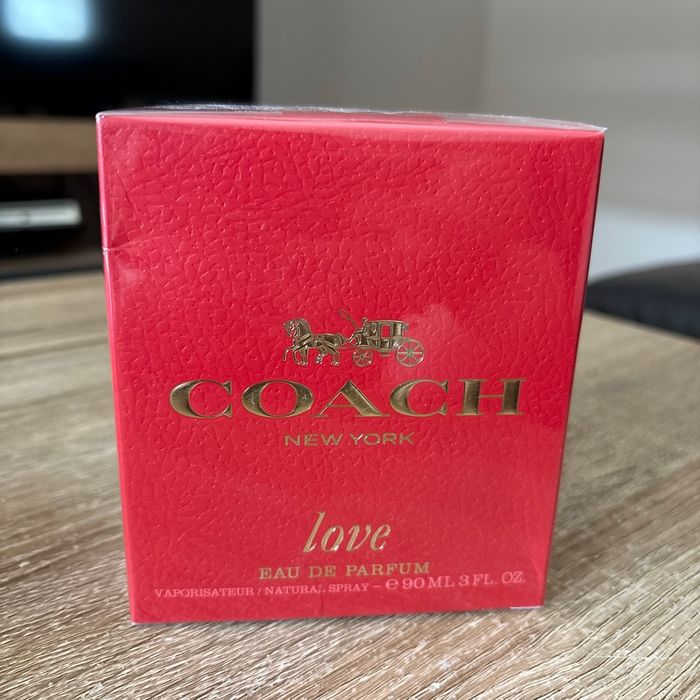 COACH
NEW YORK
love
EAU DE PARFUM
VAPORISATEUR / NATURAL SPRAY – ℮ 90 ML 3 FL. OZ.